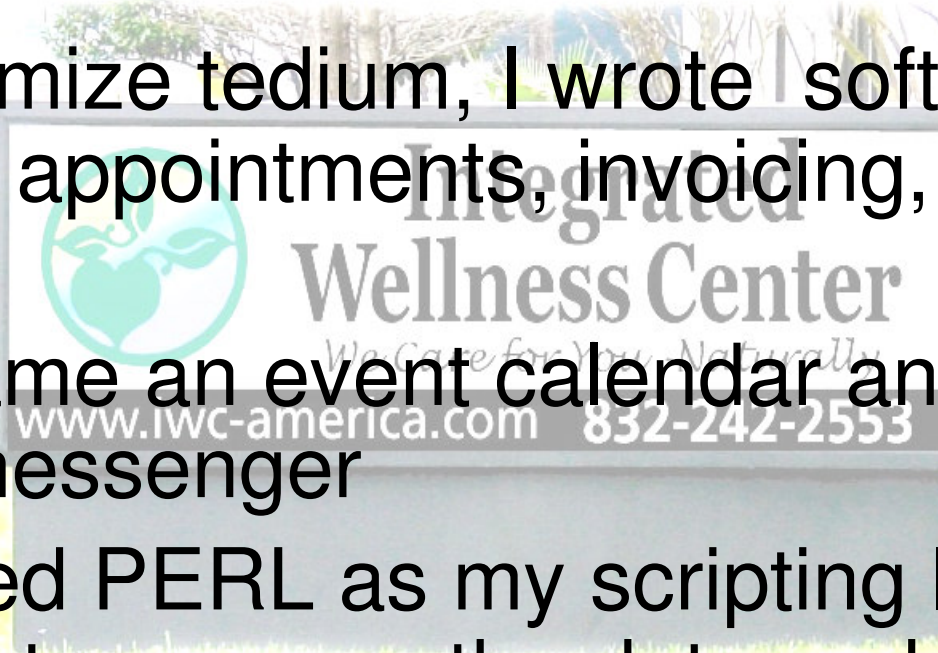 mize tedium, I wrote soft
appointments, invoicing,
Integrated
Wellness Center
We Care for You - Naturally
me an event calendar an
www.iwc-america.com 832-242-2553
essenger
ed PERL as my scripting